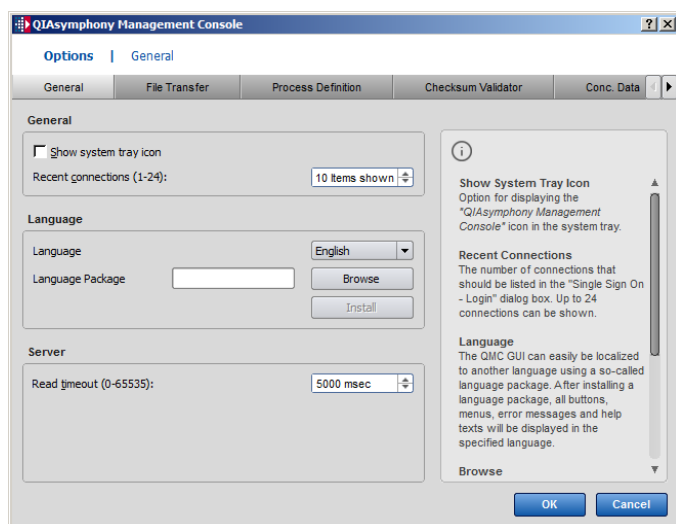 QIAsymphony Management Console
Options | General
General
File Transfer
Process Definition
Checksum Validator
Conc. Data
General
Show system tray icon
Recent connections (1-24):
10 Items shown
Language
Language
English
Language Package
Browse
Install
Server
Read timeout (0-65535):
5000 msec
Show System Tray Icon
Option for displaying the
"QIAsymphony Management
Console" icon in the system tray.
Recent Connections
The number of connections that
should be listed in the "Single Sign On
- Login" dialog box. Up to 24
connections can be shown.
Language
The QMC GUI can easily be localized
to another language using a so-called
language package. After installing a
language package, all buttons,
menus, error messages and help
texts will be displayed in the
specified language.
Browse
OK
Cancel